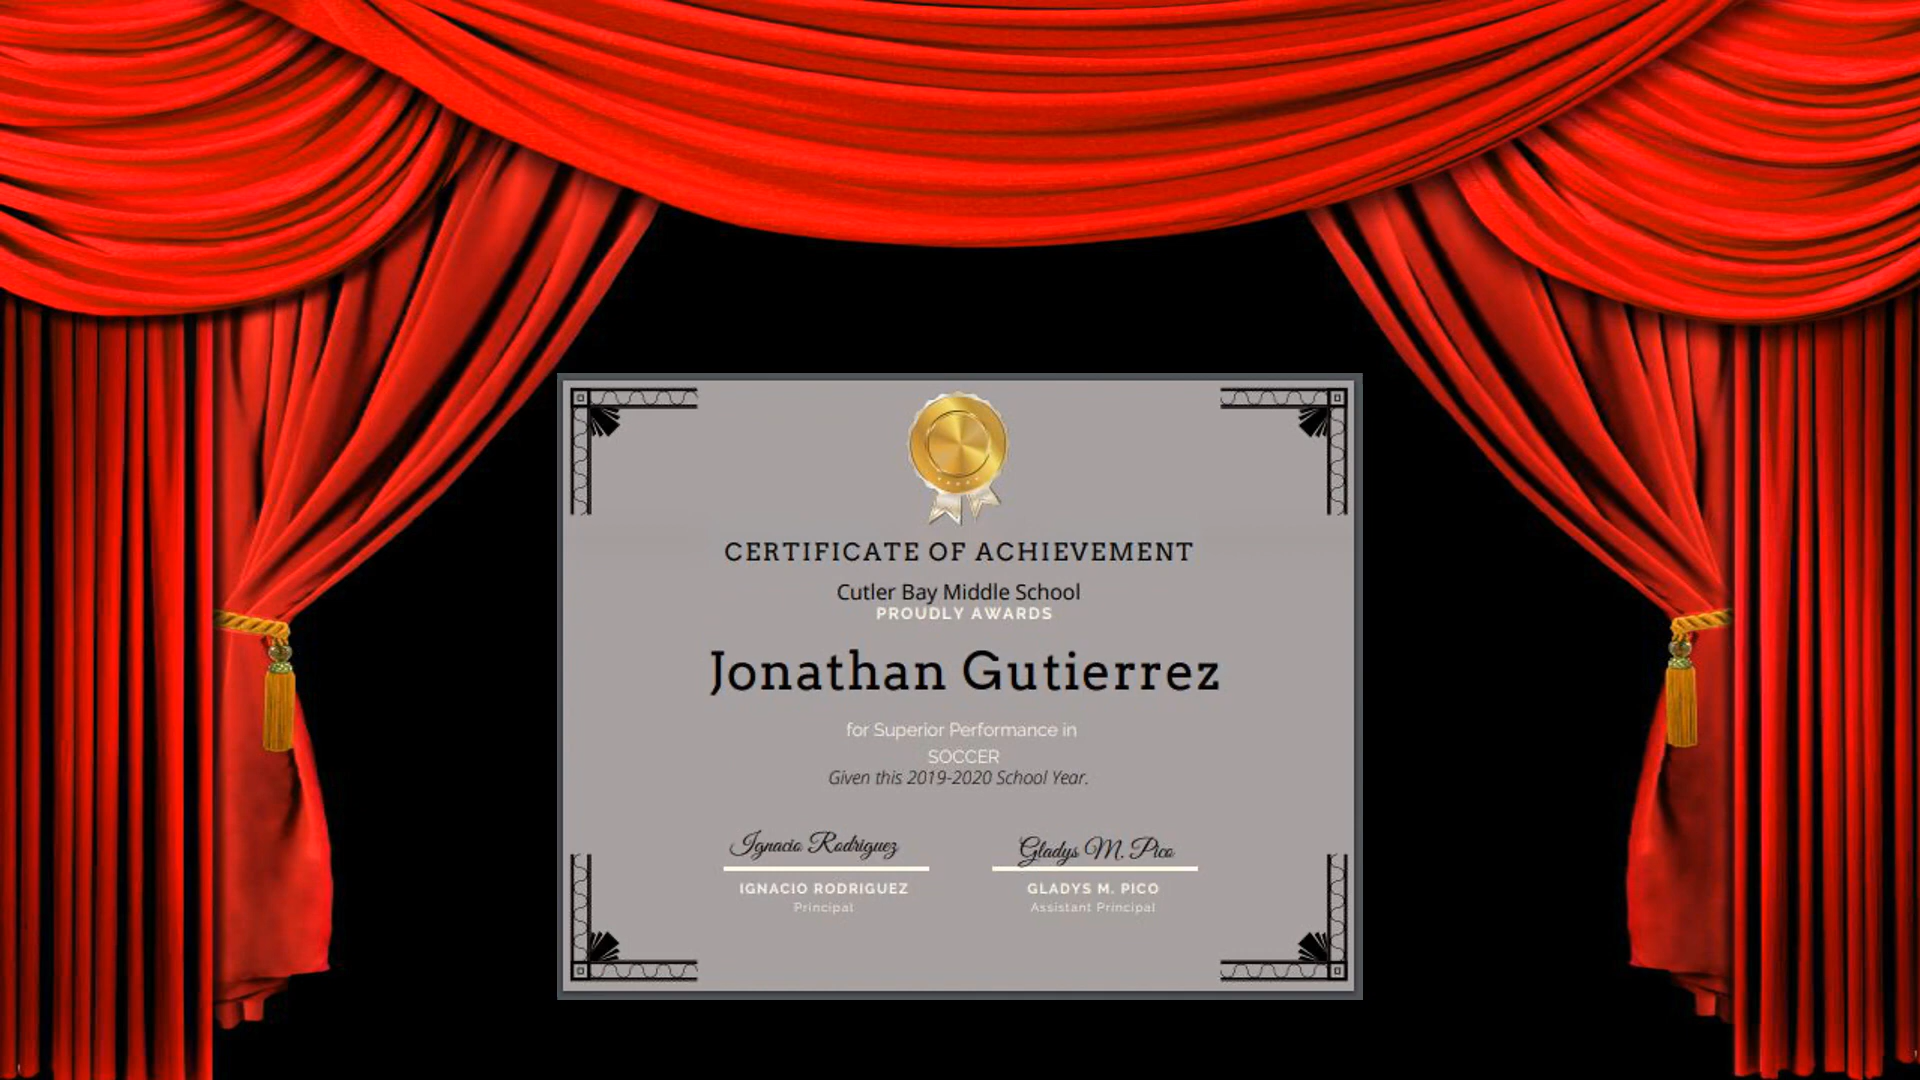 CERTIFICATE OF ACHIEVEMENT
Cutler Bay Middle School
PROUDLY AWARDS
Jonathan Gutierrez
for Superior Performance in
SOCCER
Given this 2019-2020 School Year.
Ignacio Rodriguez
Gladys M. Pico
IGNACIO RODRIGUEZ
GLADYS M. PICO
Principal
Assistant Principal